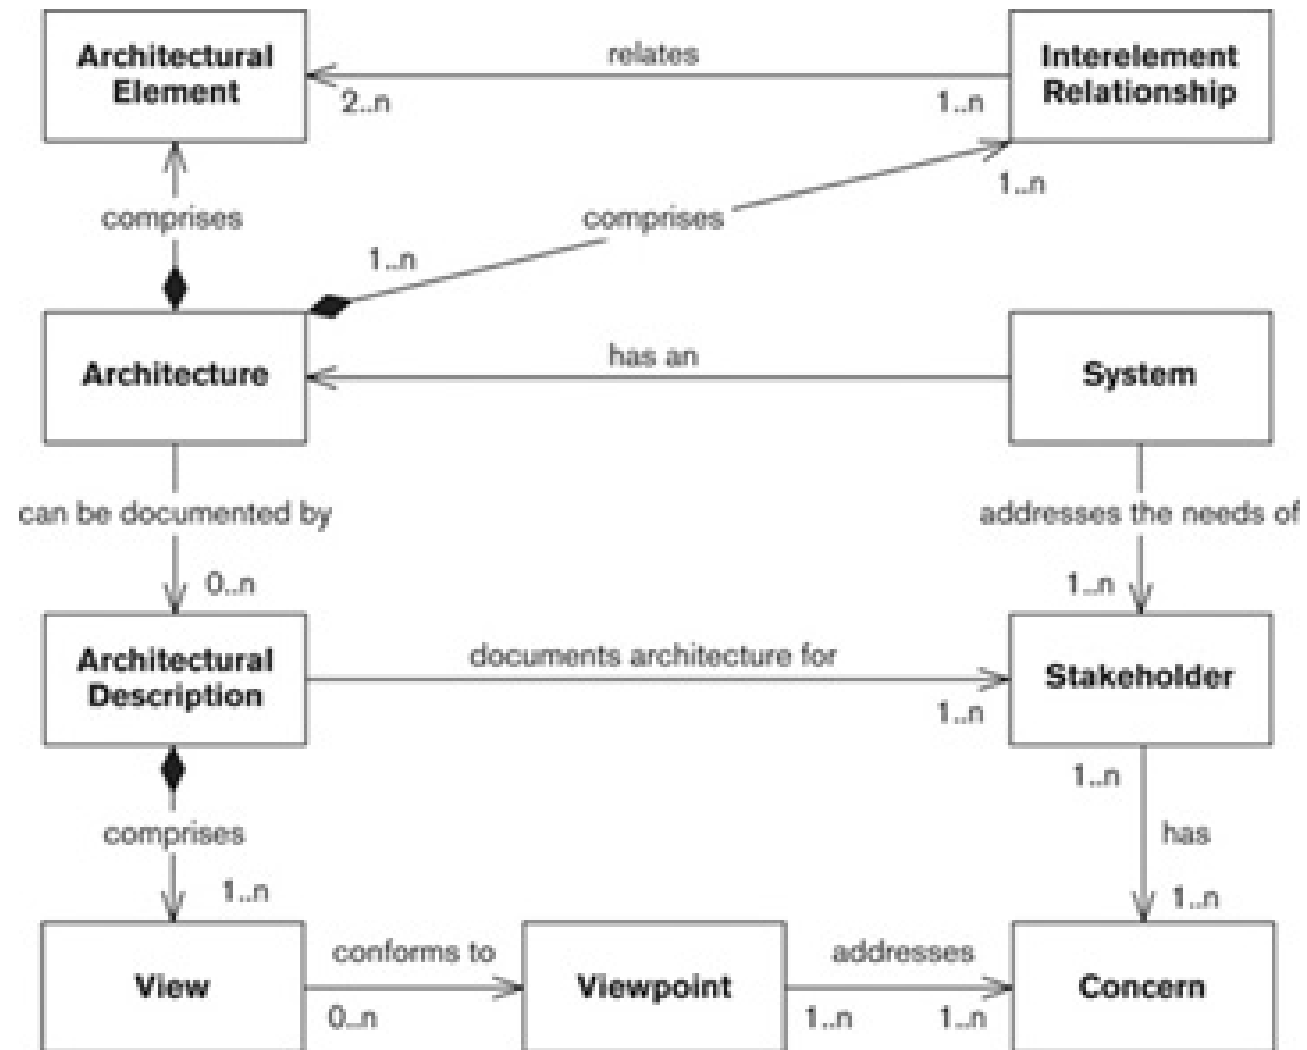 Architectural
Element
relates
2..n
1..n
Interelement
Relationship
comprises
comprises
1..n
1..n
Architecture
has an
System
can be documented by
addresses the needs of
0..n
1..n
Architectural
Description
documents architecture for
1..n
Stakeholder
comprises
1..n
1..n
has
1..n
View
conforms to
0..n
Viewpoint
addresses
1..n
1..n
Concern